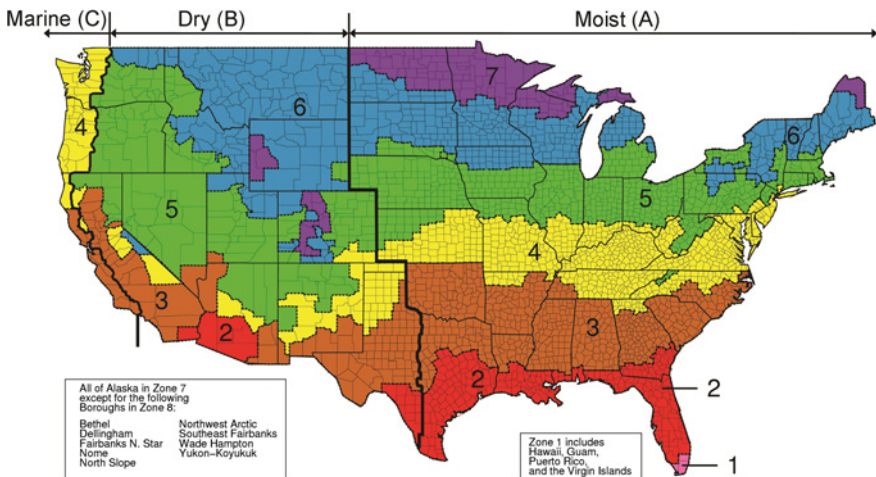 Marine (C) Dry (B) Moist (A)
7
6
4
6
5
5
4
3
3
2
2
2
1
All of Alaska in Zone 7
except for the following
Boroughs in Zone 8:
Bethel Northwest Arctic
Dellingham Southeast Fairbanks
Fairbanks N. Star Wade Hampton
Nome Yukon-Koyukuk
North Slope
Zone 1 includes
Hawaii, Guam,
Puerto Rico,
and the Virgin Islands